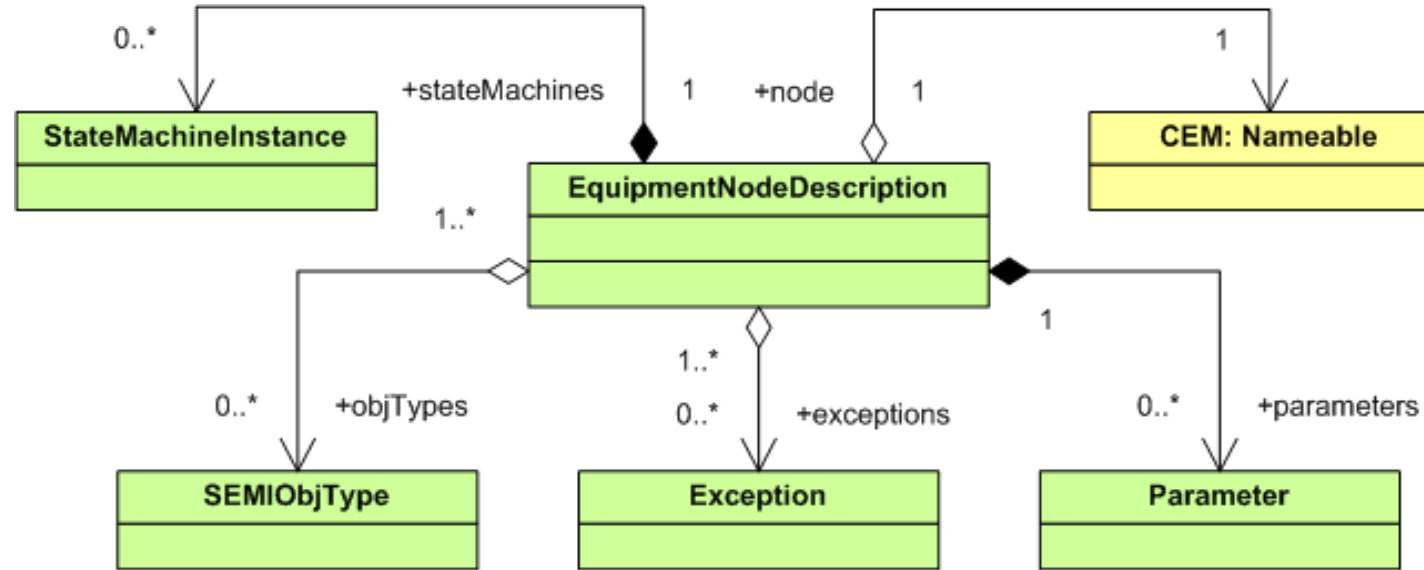 0..*
1
+stateMachines
1
+node
1
StateMachineInstance
CEM: Nameable
EquipmentNodeDescription
1..*
1
1..*
0..*
+objTypes
0..*
+exceptions
0..*
+parameters
SEMIObjType
Exception
Parameter